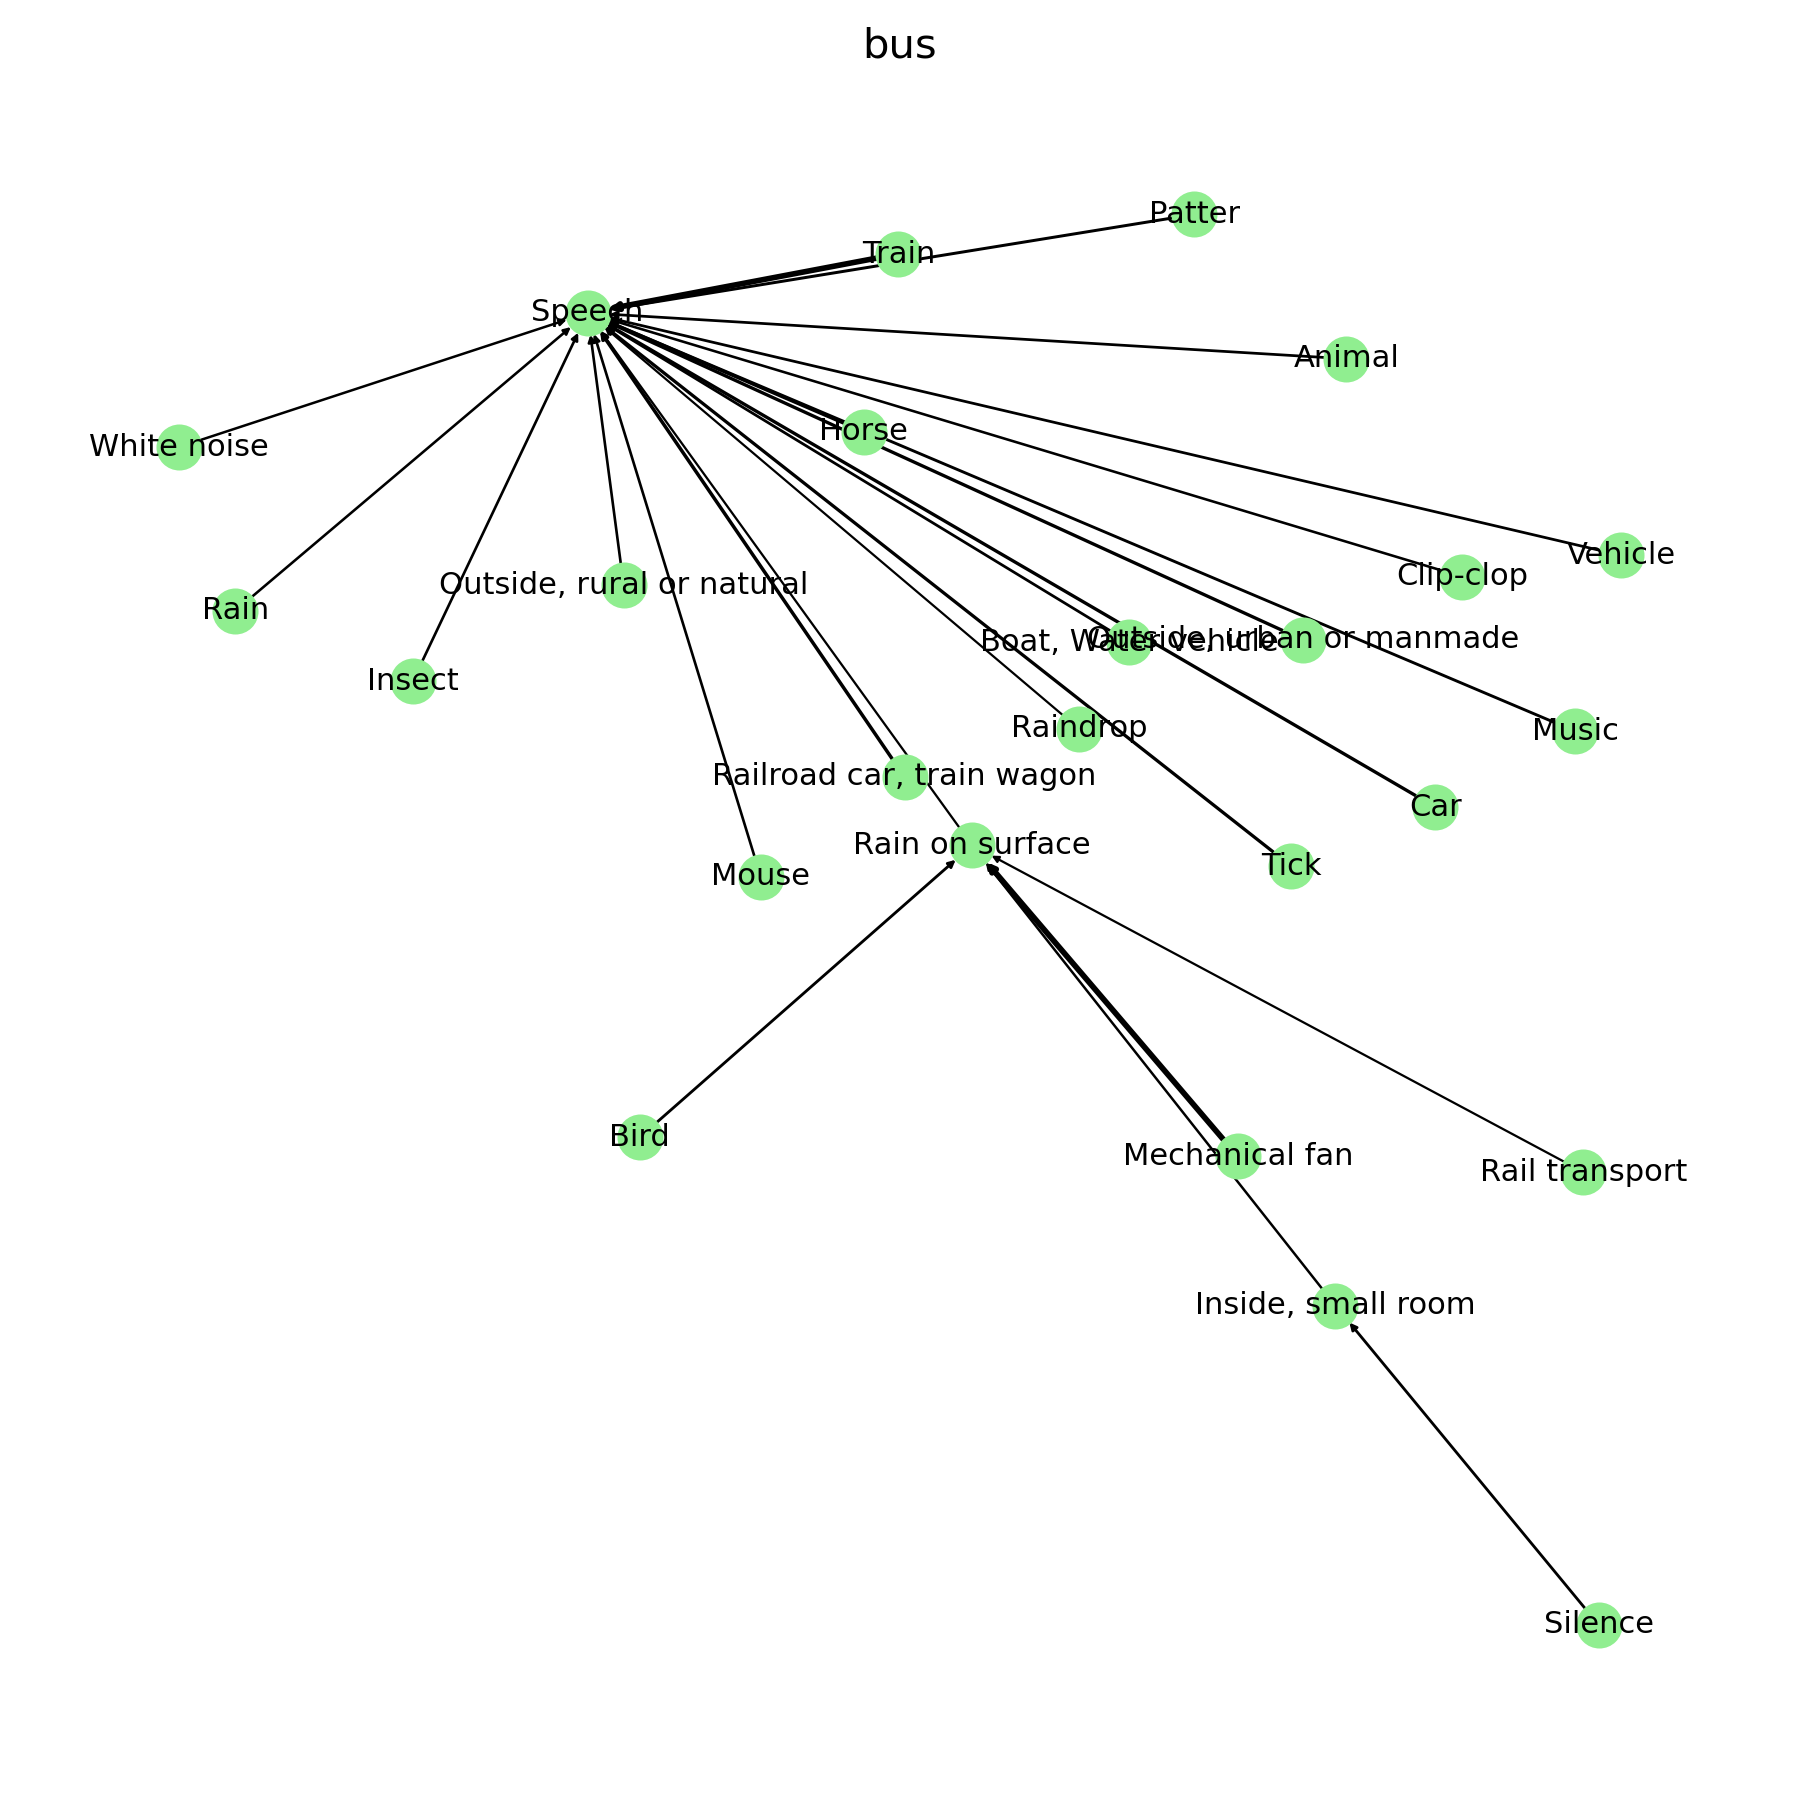 bus
Patter
Train
Speech
Animal
Horse
White noise
Vehicle
Clip-clop
Outside, rural or natural
Rain
Boat, Water vehicle
Outside, urban or manmade
Insect
Raindrop
Music
Railroad car, train wagon
Car
Rain on surface
Tick
Mouse
Bird
Mechanical fan
Rail transport
Inside, small room
Silence